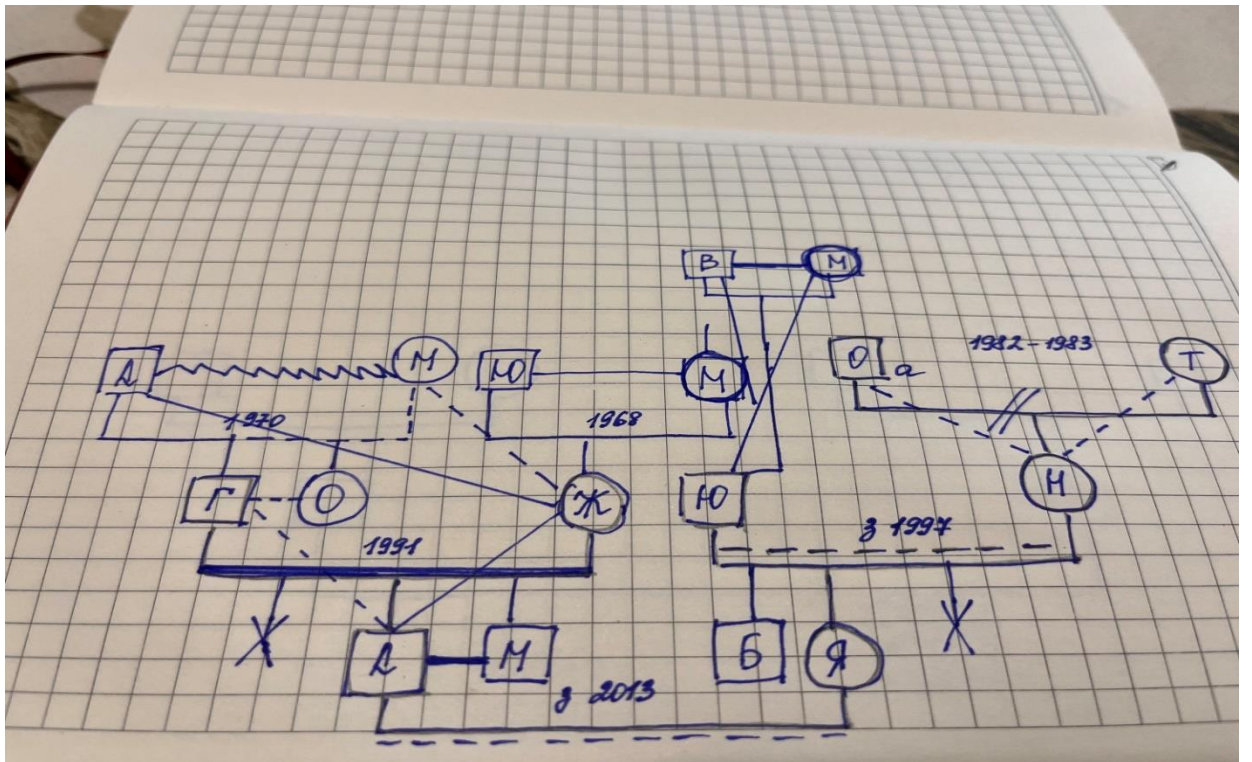 В М
О а 1982-1983 Т
Д М Ю М
1970 1968
Г О Ж Ю Н
1991 з 1997
Д М Б Я
з 2013